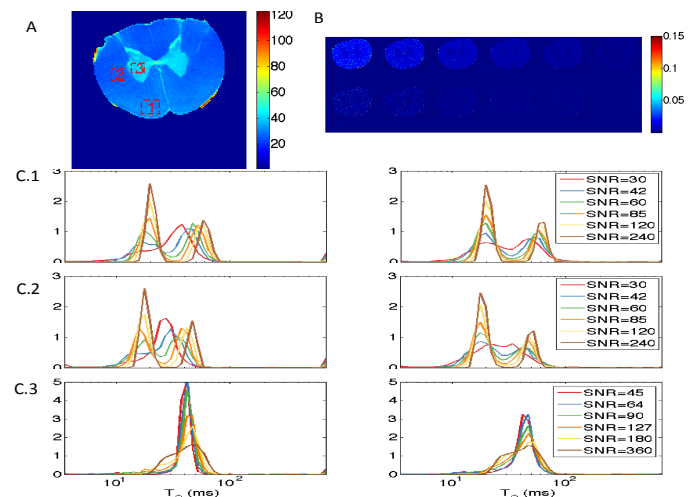 A
120
100
80
60
40
20
2
3
1
B
0.15
0.1
0.05
C.1
3
2
1
0
SNR=30
SNR=42
SNR=60
SNR=85
SNR=120
SNR=240
C.2
3
2
1
0
SNR=30
SNR=42
SNR=60
SNR=85
SNR=120
SNR=240
C.3
5
4
3
2
1
0
SNR=45
SNR=64
SNR=90
SNR=127
SNR=180
SNR=360
10¹ 10² 10¹ 10²
(ms) (ms)